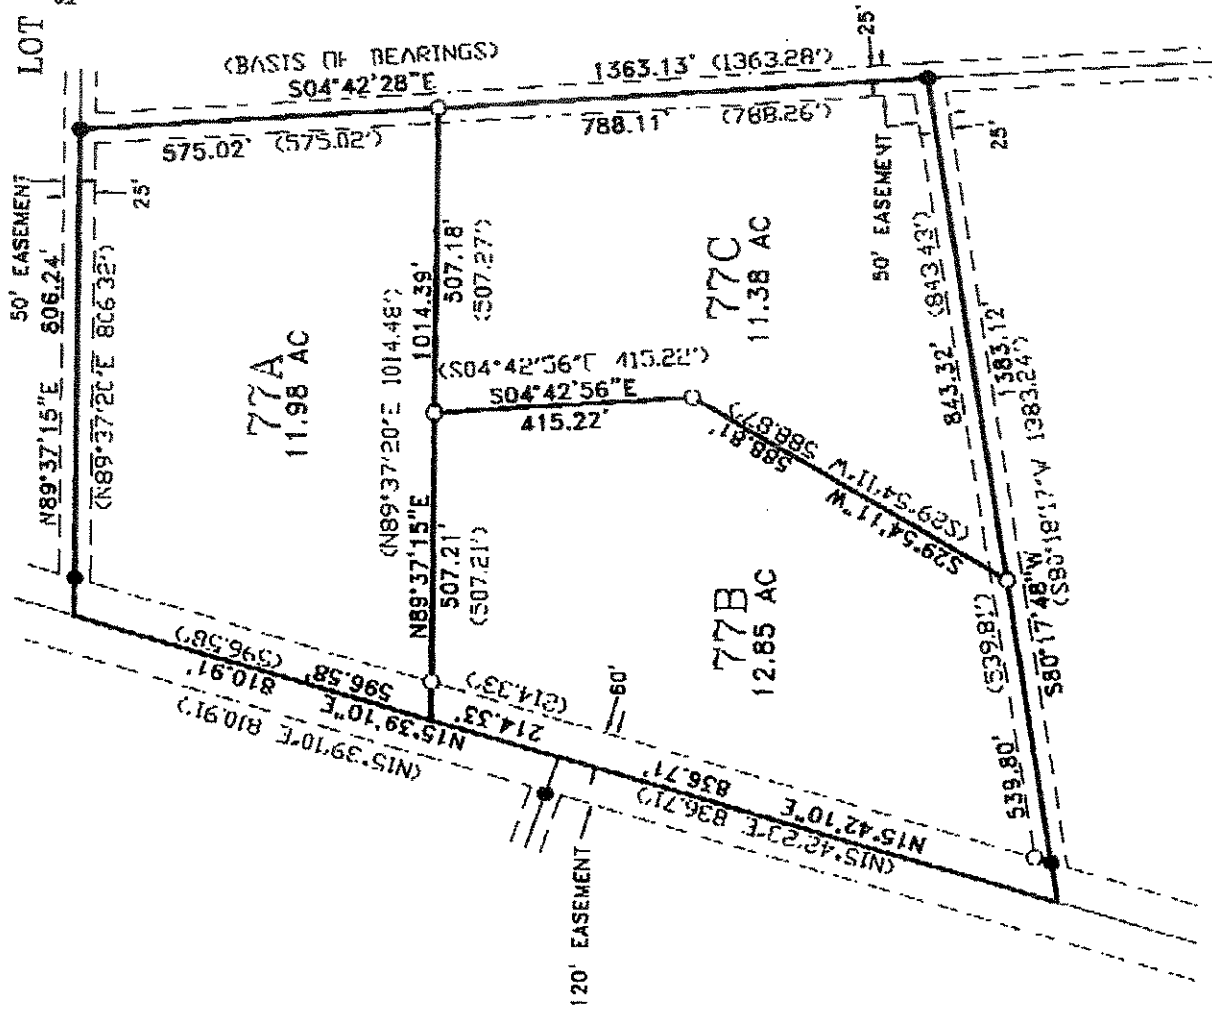 LOT
50' EASEMENT
N89°37'15"E 806.24'
(N89°37'20"E 806.32')
25'
(BASIS OF BEARINGS)
S04°42'28"E
1363.13' (1363.28')
575.02' (575.02')
788.11' (788.26')
25'
50' EASEMENT
25'
77A
11.98 AC
(N89°37'20"E 1014.48')
N89°37'15"E 1014.39'
507.21'
(507.21')
507.18'
(507.27')
(S04°42'56"E 415.22')
S04°42'56"E
415.22'
77C
11.38 AC
588.81'
S29°54'11"W
(S29°54'11"W 588.87')
77B
12.85 AC
843.32' (843.43')
1383.12'
S80°17'48"W
(S80°18'17"W 1383.24')
539.80' (539.81')
(596.58')
596.58'
810.91'
N15°39'10"E
(N15°39'10"E 810.91')
214.33'
(214.33')
60'
836.71'
N15°42'10"E
(N15°42'23"E 836.71')
120' EASEMENT